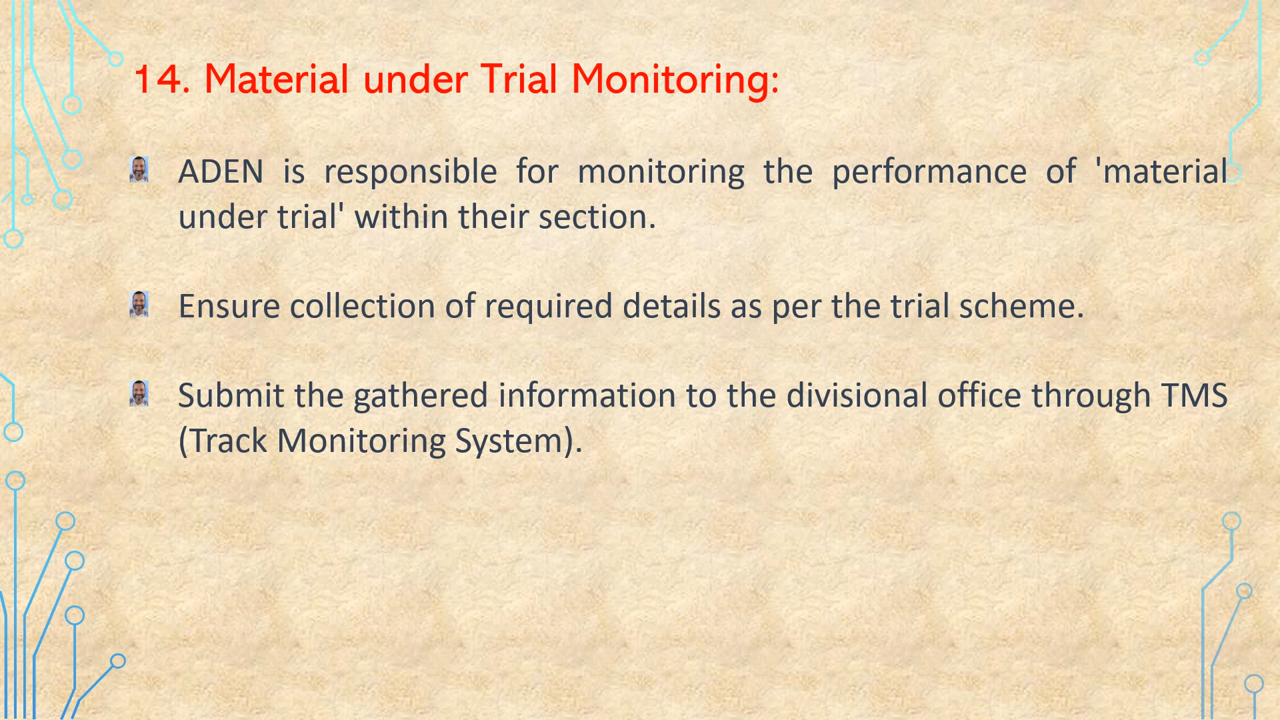 14. Material under Trial Monitoring:
ADEN is responsible for monitoring the performance of 'material
under trial' within their section.
Ensure collection of required details as per the trial scheme.
Submit the gathered information to the divisional office through TMS
(Track Monitoring System).